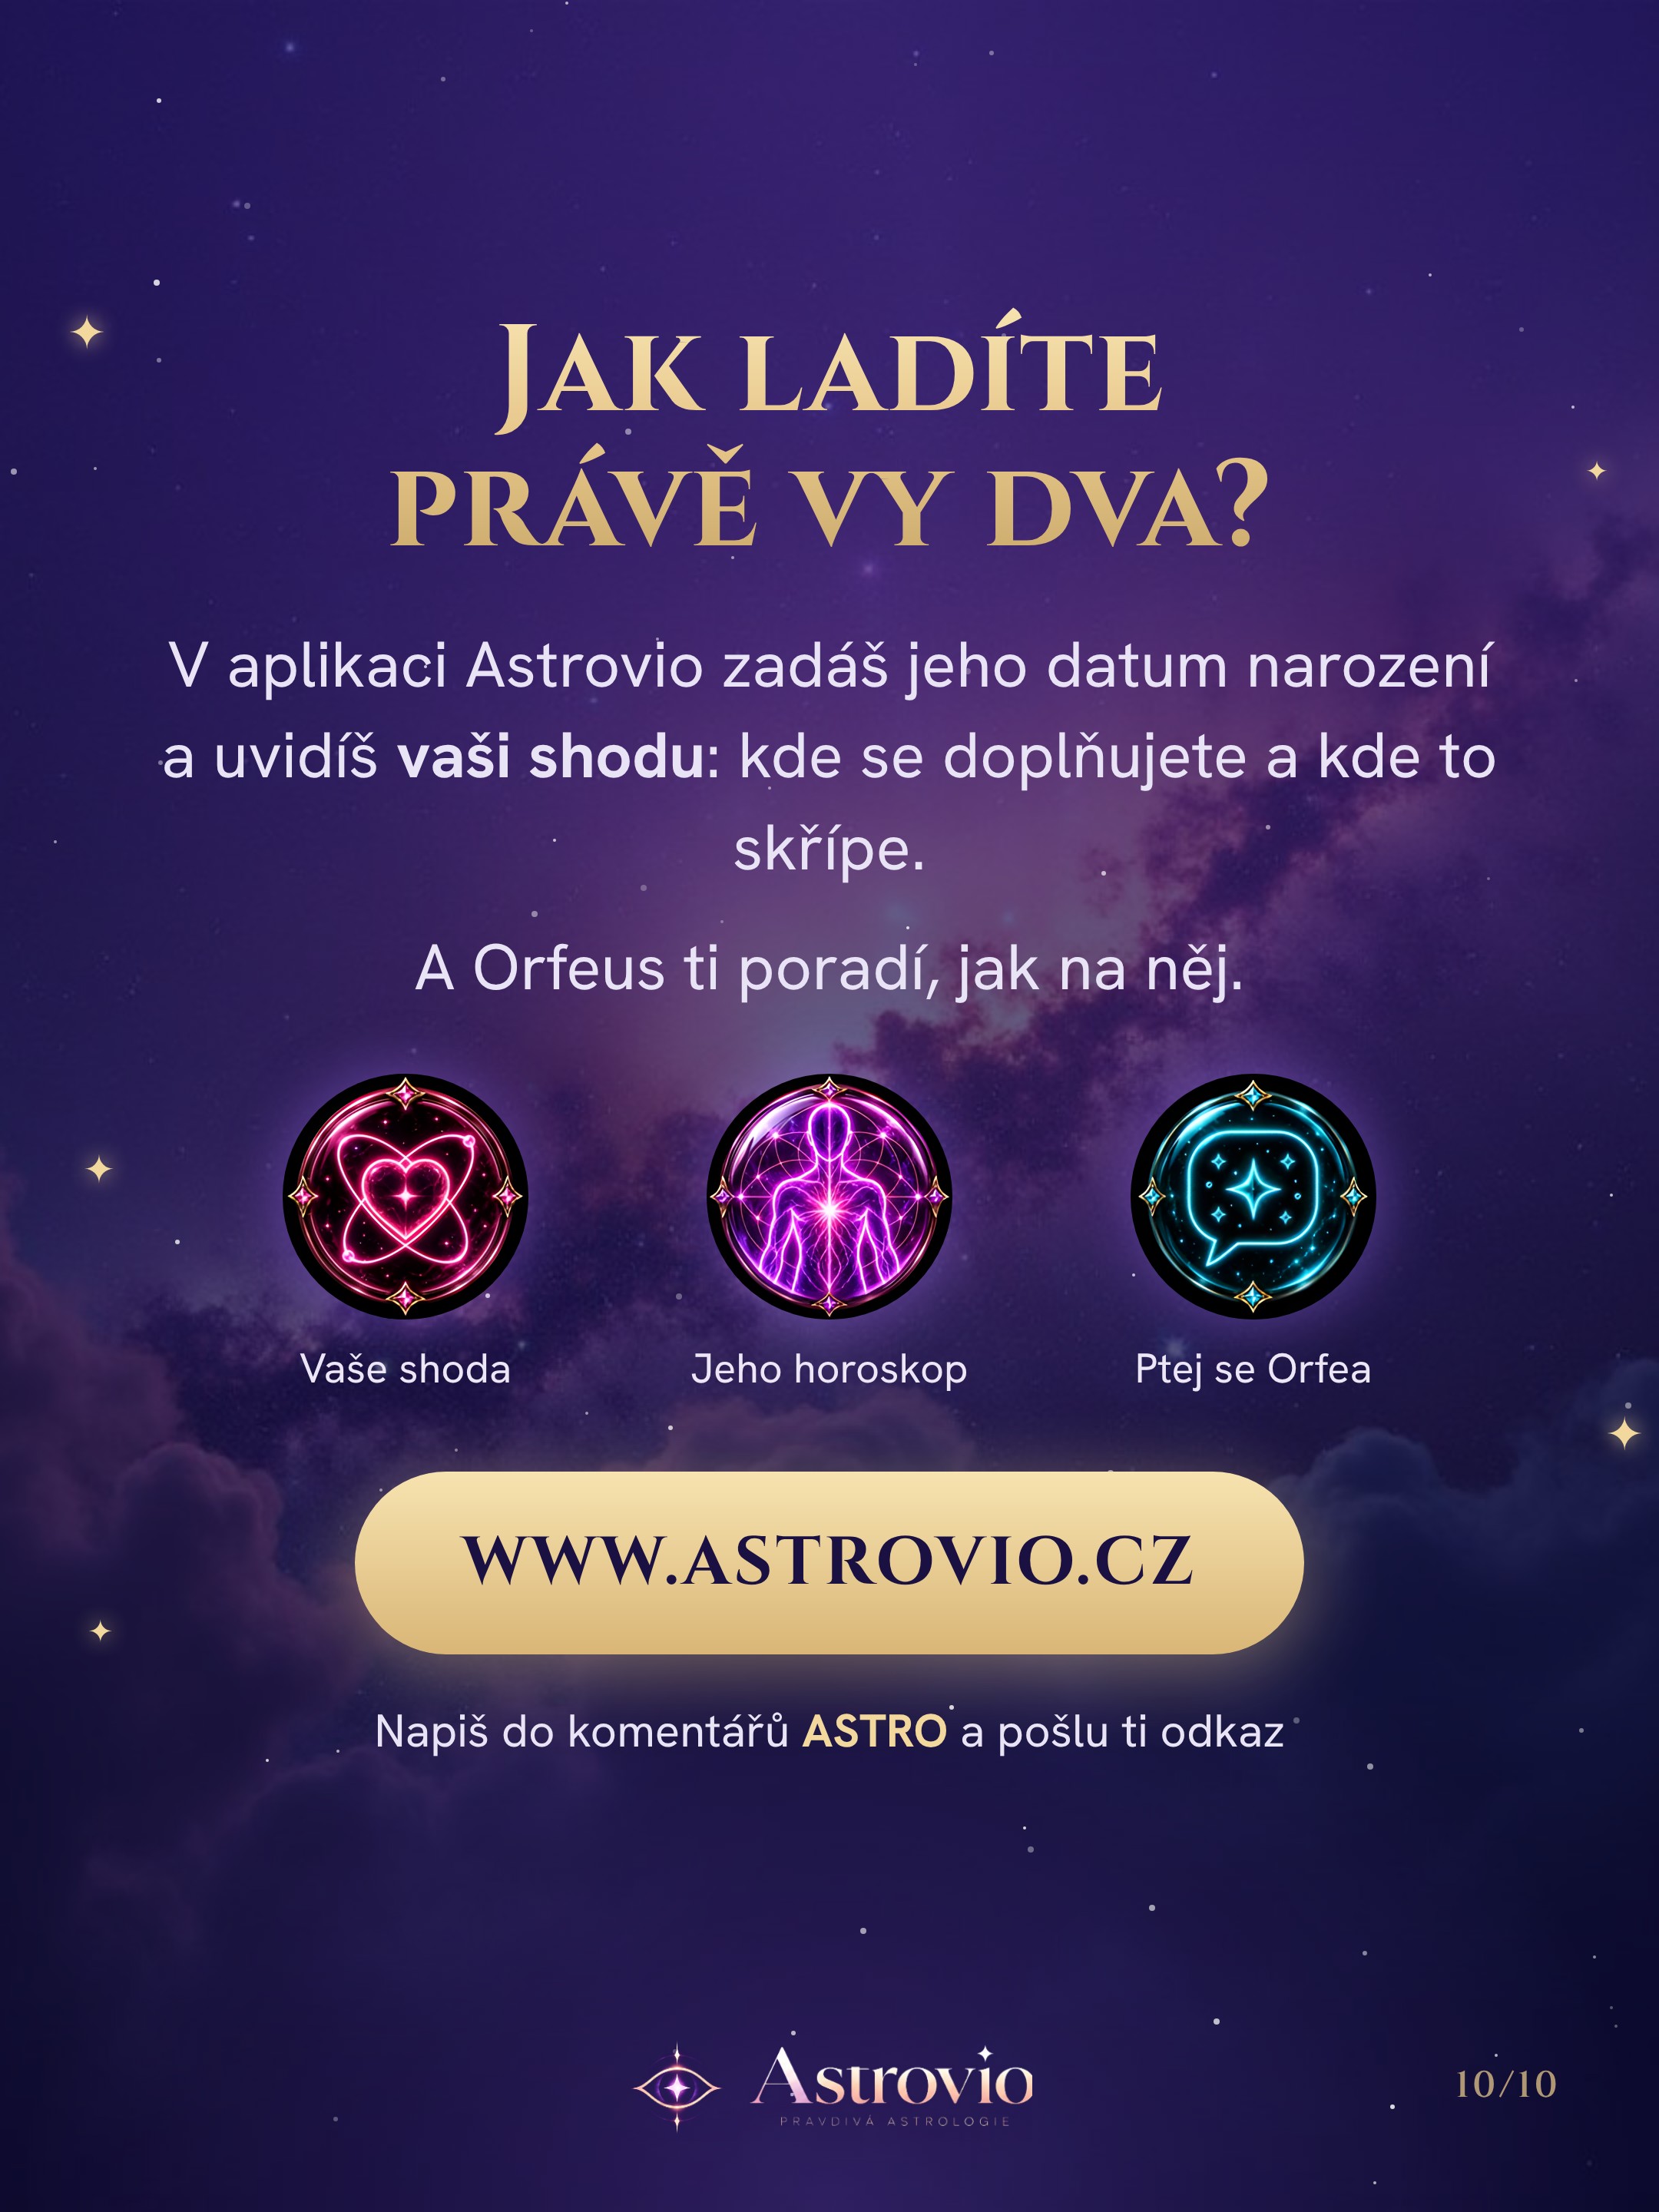 Jak ladíte
právě vy dva?
V aplikaci Astrovio zadáš jeho datum narození
a uvidíš vaši shodu: kde se doplňujete a kde to
skřípe.
A Orfeus ti poradí, jak na něj.
Vaše shoda
Jeho horoskop
Ptej se Orfea
www.astrovio.cz
Napiš do komentářů ASTRO a pošlu ti odkaz
Astrovio
PRAVDIVÁ ASTROLOGIE
10/10